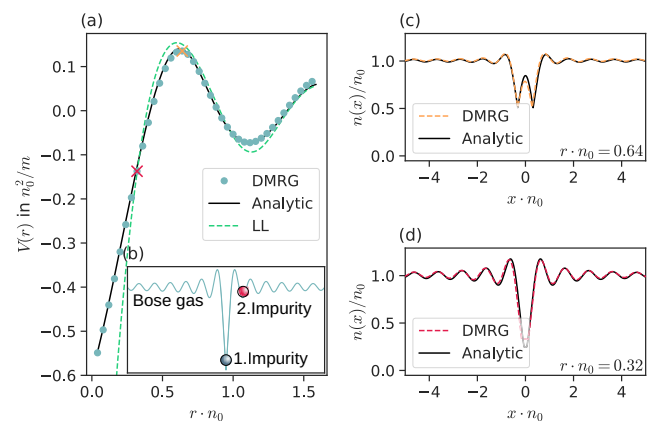 (a)
0.1
0.0
−0.1
−0.2
−0.3
−0.4
−0.5
−0.6
V(r) in n₀²/m
DMRG
Analytic
LL
(b)
Bose gas
2.Impurity
1.Impurity
0.0
0.5
1.0
1.5
r · n₀
(c)
1.0
0.5
0.0
n(x)/n₀
DMRG
Analytic
r · n₀ = 0.64
−4
−2
0
2
4
x · n₀
(d)
1.0
0.5
0.0
n(x)/n₀
DMRG
Analytic
r · n₀ = 0.32
−4
−2
0
2
4
x · n₀